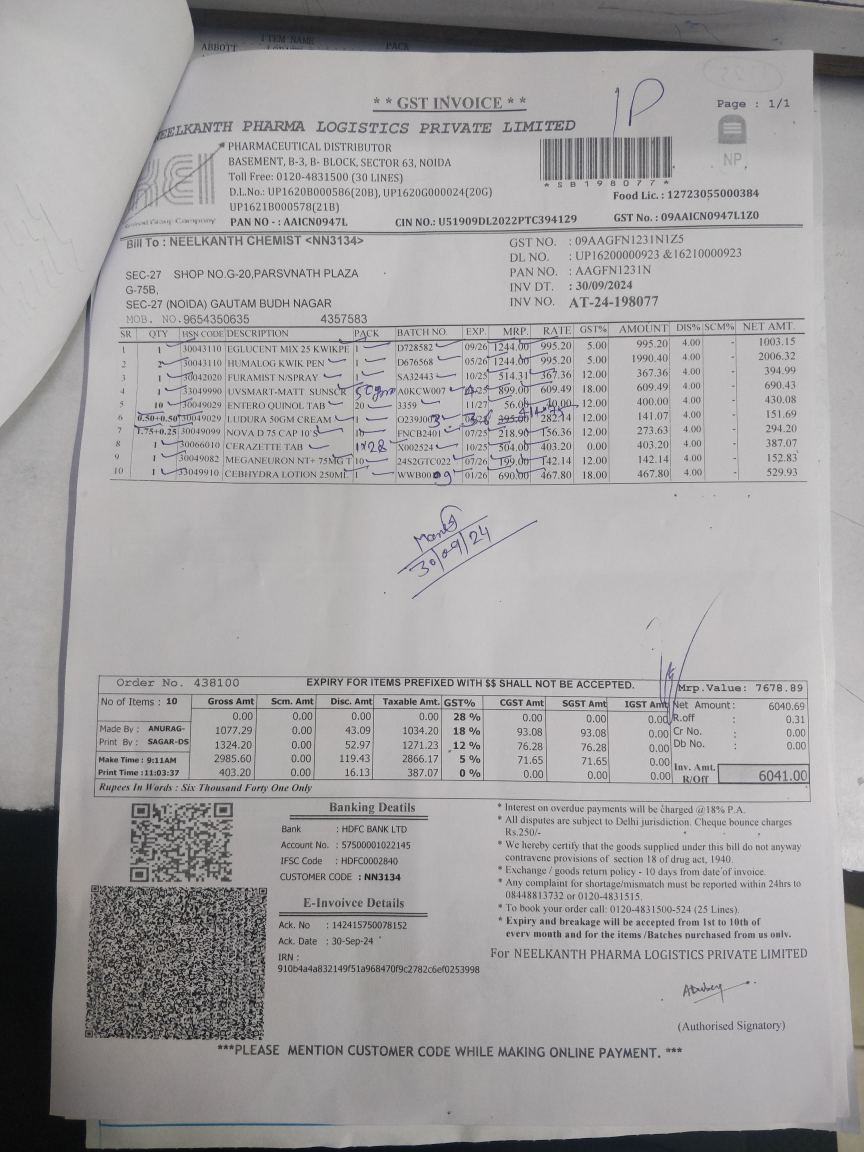 ITEM NAME
ABBOTT PACK
** GST INVOICE ** 1P Page : 1/1
NEELKANTH PHARMA LOGISTICS PRIVATE LIMITED
PHARMACEUTICAL DISTRIBUTOR
BASEMENT, B-3, B- BLOCK, SECTOR 63, NOIDA
Toll Free: 0120-4831500 (30 LINES)
D.L.No.: UP1620B000586(20B), UP1620G000024(20G)
UP1621B000578(21B)
*SB198077*
NP
Food Lic. : 12723055000384
Group Company PAN NO - : AAICN0947L CIN NO.: U51909DL2022PTC394129 GST No. : 09AAICN0947L1Z0
Bill To : NEELKANTH CHEMIST <NN3134> GST NO. : 09AAGFN1231N1Z5
DL NO. : UP16200000923 &16210000923
SEC-27 SHOP NO.G-20,PARSVNATH PLAZA PAN NO. : AAGFN1231N
G-75B, INV DT. : 30/09/2024
SEC-27 (NOIDA) GAUTAM BUDH NAGAR INV NO. AT-24-198077
MOB. NO.9654350635 4357583
SR QTY HSN CODE DESCRIPTION PACK BATCH NO. EXP. MRP. RATE GST% AMOUNT DIS% SCM% NET AMT.
1 1 30043110 EGLUCENT MIX 25 KWIKPE 1 D728582 09/26 1244.00 995.20 5.00 995.20 4.00 - 1003.15
2 2 30043110 HUMALOG KWIK PEN 1 D676568 05/26 1244.00 995.20 5.00 1990.40 4.00 - 2006.32
3 1 30042020 FURAMIST N/SPRAY 1 SA32443 10/25 514.31 367.36 12.00 367.36 4.00 - 394.99
4 1 33049990 UVSMART-MATT SUNSCR 50gm A0KCW007 899.00 609.49 18.00 609.49 4.00 - 690.43
5 10 30049029 ENTERO QUINOL TAB 20 3359 11/27 56.00 40.00 12.00 400.00 4.00 - 430.08
6 0.50+0.50 30049029 LUDURA 50GM CREAM 1 395.00 282.14 12.00 141.07 4.00 - 151.69
7 1.75+0.25 30049099 NOVA D 75 CAP 10'S 10 FNCB2401 07/25 218.90 156.36 12.00 273.63 4.00 - 294.20
8 1 30066010 CERAZETTE TAB 1*28 X002524 10/25 504.00 403.20 0.00 403.20 4.00 - 387.07
9 1 30049082 MEGANEURON NT+ 75MG T 10 24S2GTC022 07/26 199.00 142.14 12.00 142.14 4.00 - 152.83
10 1 33049910 CEBHYDRA LOTION 250ML 1 WWB009 01/26 690.00 467.80 18.00 467.80 4.00 - 529.93
30/09/24
Order No. 438100 EXPIRY FOR ITEMS PREFIXED WITH $$ SHALL NOT BE ACCEPTED. Mrp.Value: 7678.89
No of Items : 10 Gross Amt Scm. Amt Disc. Amt Taxable Amt. GST% CGST Amt SGST Amt IGST Amt Net Amount : 6040.69
0.00 0.00 0.00 0.00 28 % 0.00 0.00 0.00 R.off : 0.31
Made By : ANURAG- 1077.29 0.00 43.09 1034.20 18 % 93.08 93.08 0.00 Cr No. : 0.00
Print By : SAGAR-DS 1324.20 0.00 52.97 1271.23 12 % 76.28 76.28 0.00 Db No. : 0.00
Make Time : 9:11AM 2985.60 0.00 119.43 2866.17 5 % 71.65 71.65 0.00
Print Time :11:03:37 403.20 0.00 16.13 387.07 0 % 0.00 0.00 0.00 Inv. Amt. R/Off 6041.00
Rupees In Words : Six Thousand Forty One Only
Banking Deatils
Bank : HDFC BANK LTD
Account No. : 57500001022145
IFSC Code : HDFC0002840
CUSTOMER CODE : NN3134
E-Invoivce Details
Ack. No : 142415750078152
Ack. Date : 30-Sep-24
IRN :
910b4a4a832149f51a968470f9c2782c6ef0253998
* Interest on overdue payments will be charged @18% P.A.
* All disputes are subject to Delhi jurisdiction. Cheque bounce charges
Rs.250/-
* We hereby certify that the goods supplied under this bill do not anyway
contravene provisions of section 18 of drug act, 1940.
* Exchange / goods return policy - 10 days from date of invoice.
* Any complaint for shortage/mismatch must be reported within 24hrs to
08448813732 or 0120-4831515.
* To book your order call: 0120-4831500-524 (25 Lines).
* Expiry and breakage will be accepted from 1st to 10th of
every month and for the items /Batches purchased from us only.
For NEELKANTH PHARMA LOGISTICS PRIVATE LIMITED
(Authorised Signatory)
***PLEASE MENTION CUSTOMER CODE WHILE MAKING ONLINE PAYMENT. ***